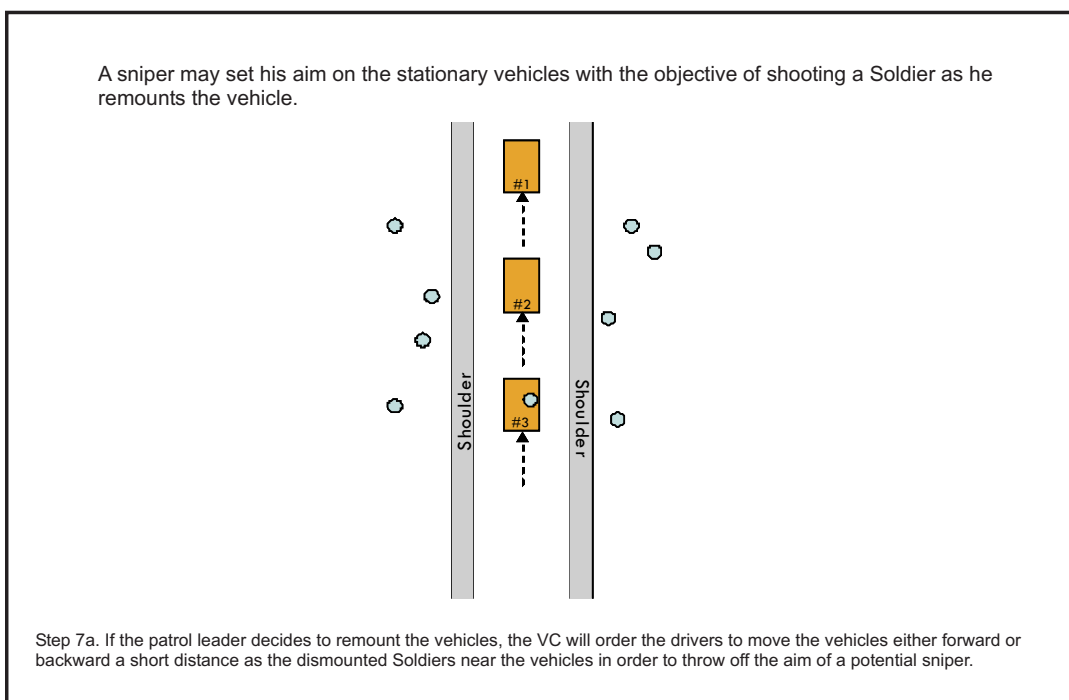 A sniper may set his aim on the stationary vehicles with the objective of shooting a Soldier as he
remounts the vehicle.
#1
#2
#3
Shoulder
Shoulder
Step 7a. If the patrol leader decides to remount the vehicles, the VC will order the drivers to move the vehicles either forward or
backward a short distance as the dismounted Soldiers near the vehicles in order to throw off the aim of a potential sniper.